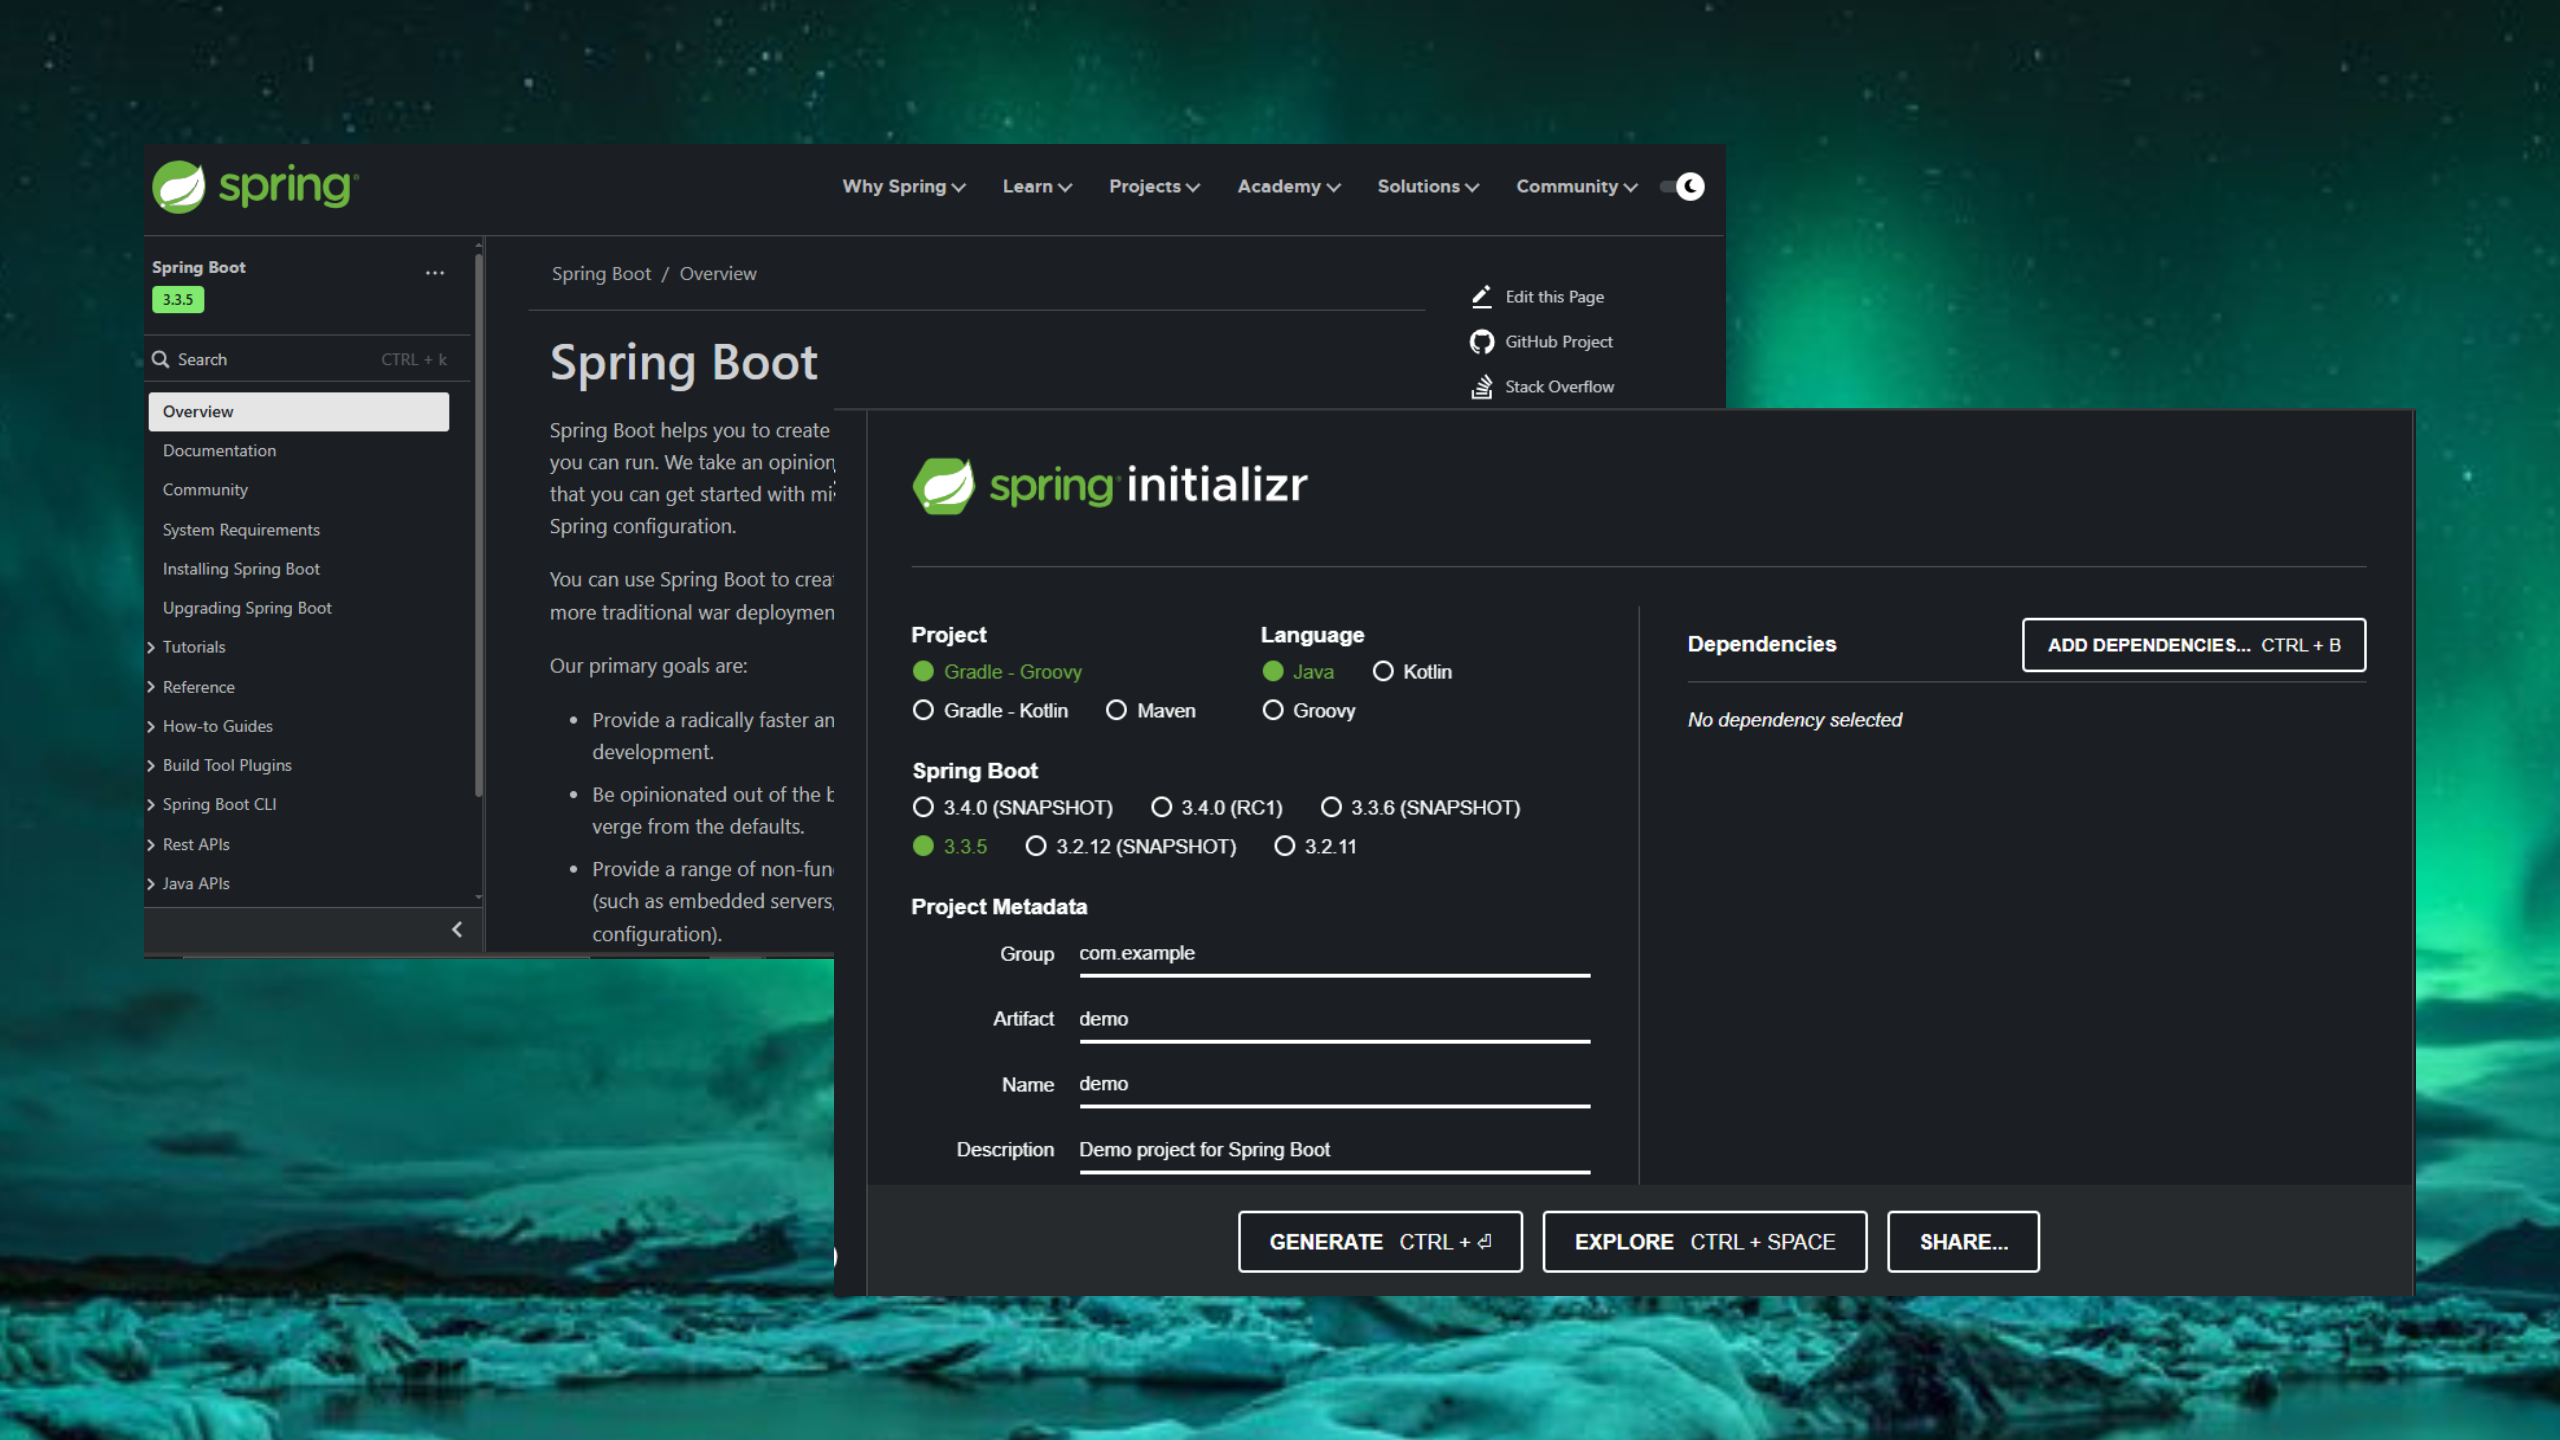 spring
Why Spring
Learn
Projects
Academy
Solutions
Community
Spring Boot
...
3.3.5
Search CTRL + k
Overview
Documentation
Community
System Requirements
Installing Spring Boot
Upgrading Spring Boot
Tutorials
Reference
How-to Guides
Build Tool Plugins
Spring Boot CLI
Rest APIs
Java APIs
Spring Boot / Overview
Spring Boot
Spring Boot helps you to create
you can run. We take an
that you can get started with
Spring configuration.
You can use Spring Boot to
more traditional war
Our primary goals are:
• Provide a radically faster
development.
• Be opinionated out of the
verge from the defaults.
• Provide a range of
(such as embedded servers,
configuration).
Edit this Page
GitHub Project
Stack Overflow
spring initializr
Project
Gradle - Groovy
Gradle - Kotlin Maven
Language
Java Kotlin
Groovy
Spring Boot
3.4.0 (SNAPSHOT) 3.4.0 (RC1) 3.3.6 (SNAPSHOT)
3.3.5 3.2.12 (SNAPSHOT) 3.2.11
Project Metadata
Group com.example
Artifact demo
Name demo
Description Demo project for Spring Boot
Dependencies
ADD DEPENDENCIES... CTRL + B
No dependency selected
GENERATE CTRL + ⏎
EXPLORE CTRL + SPACE
SHARE...